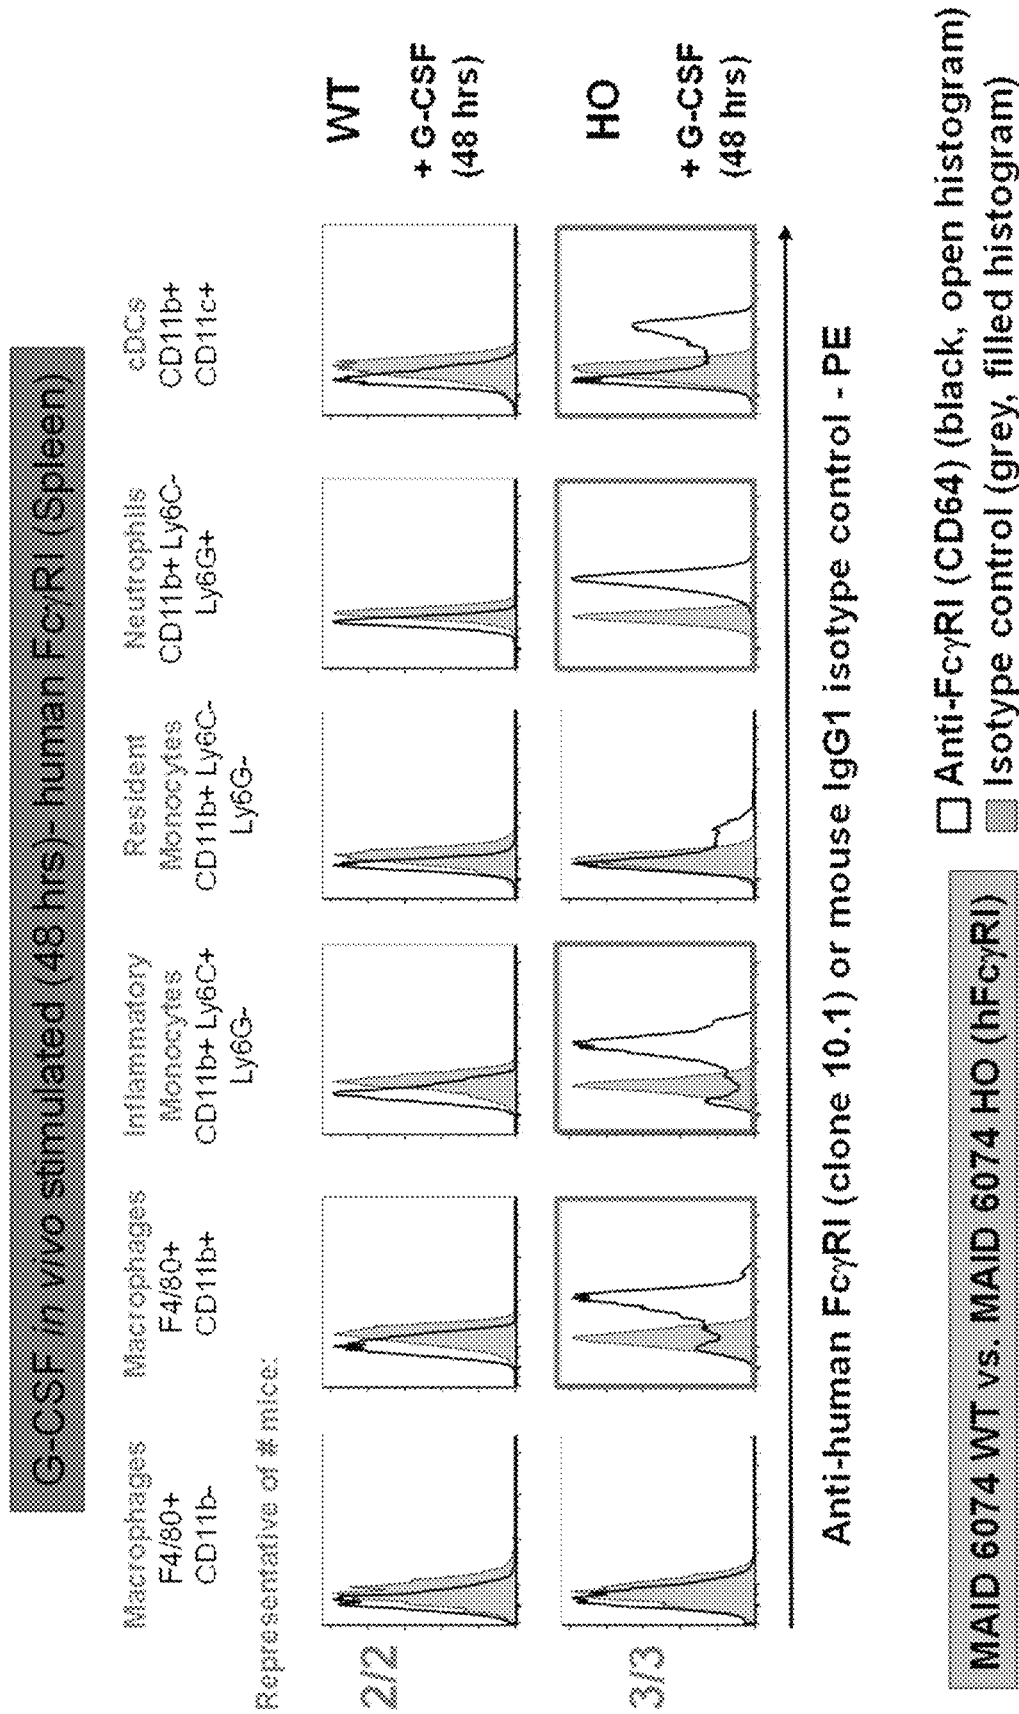 G-CSF in vivo stimulated (48 hrs)- human FcγRI (Spleen)
Macrophages
F4/80+
CD11b-
Macrophages
F4/80+
CD11b+
Inflammatory
Monocytes
CD11b+ Ly6C+
Ly6G-
Resident
Monocytes
CD11b+ Ly6C-
Ly6G-
Neutrophils
CD11b+ Ly6C-
Ly6G+
cDCs
CD11b+
CD11c+
Representative of # mice:
2/2
WT
+ G-CSF
(48 hrs)
3/3
HO
+ G-CSF
(48 hrs)
Anti-human FcγRI (clone 10.1) or mouse IgG1 isotype control - PE
MAID 6074 WT vs. MAID 6074 HO (hFcγRI)
Anti-FcγRI (CD64) (black, open histogram)
Isotype control (grey, filled histogram)